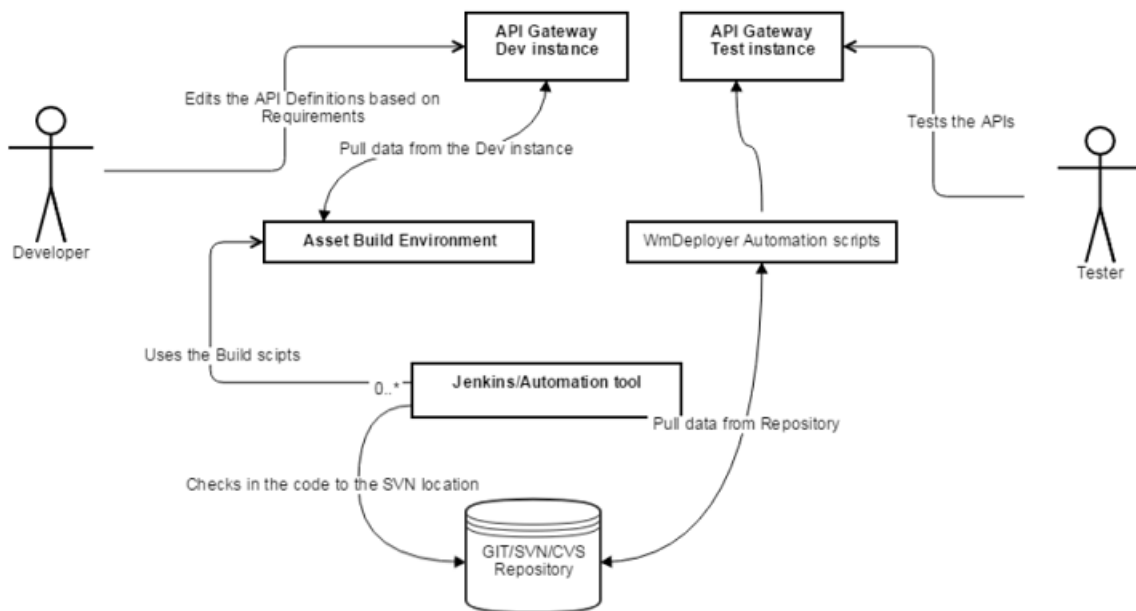 API Gateway
Dev instance
API Gateway
Test instance
Edits the API Definitions based on
Requirements
Tests the APIs
Pull data from the Dev instance
Developer
Asset Build Environment
WmDeployer Automation scripts
Tester
Uses the Build scipts
0..*
Jenkins/Automation tool
Pull data from Repository
Checks in the code to the SVN location
GIT/SVN/CVS
Repository